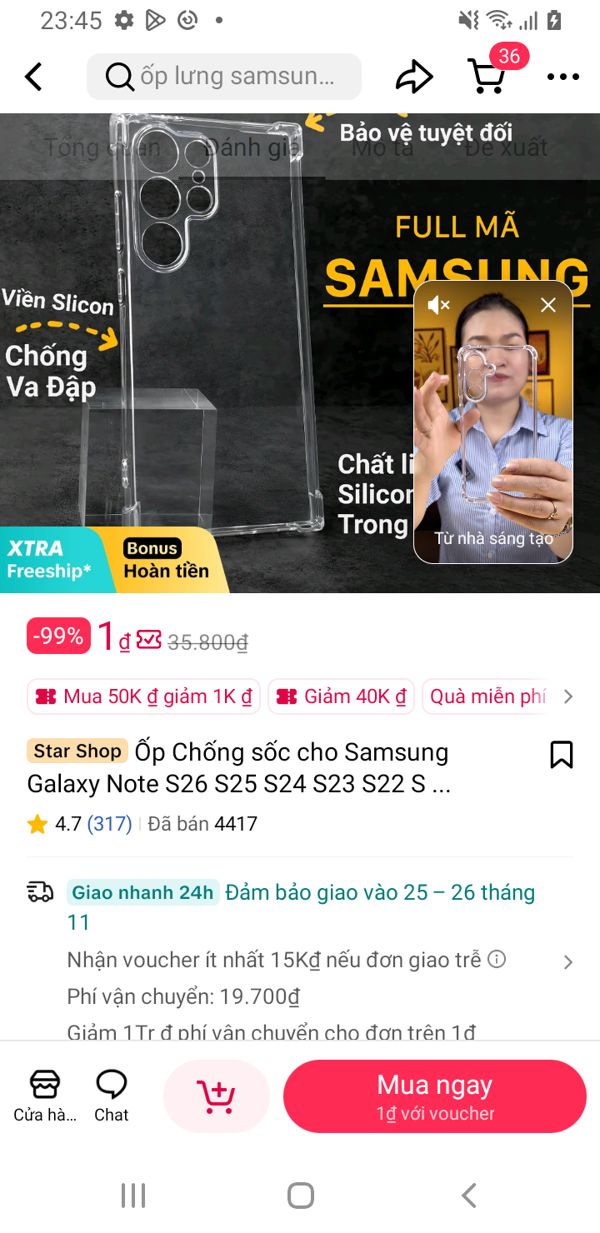 23:45
36
ốp lưng samsun...
Bảo vệ tuyệt đối
Tổng quan Đánh giá Mô tả Đề xuất
FULL MÃ
SAMSUNG
Viền Slicon
Chống
Va Đập
Chất li
Silicon
Trong
Từ nhà sáng tạo
XTRA
Freeship*
Bonus
Hoàn tiền
-99% 1₫ 35.800₫
Mua 50K ₫ giảm 1K ₫
Giảm 40K ₫
Quà miễn phí
Star Shop Ốp Chống sốc cho Samsung
Galaxy Note S26 S25 S24 S23 S22 S ...
4.7 (317) Đã bán 4417
Giao nhanh 24h Đảm bảo giao vào 25 – 26 tháng
11
Nhận voucher ít nhất 15K₫ nếu đơn giao trễ
Phí vận chuyển: 19.700₫
Giảm 1Tr ₫ phí vận chuyển cho đơn trên 1₫
Cửa hà...
Chat
Mua ngay
1₫ với voucher